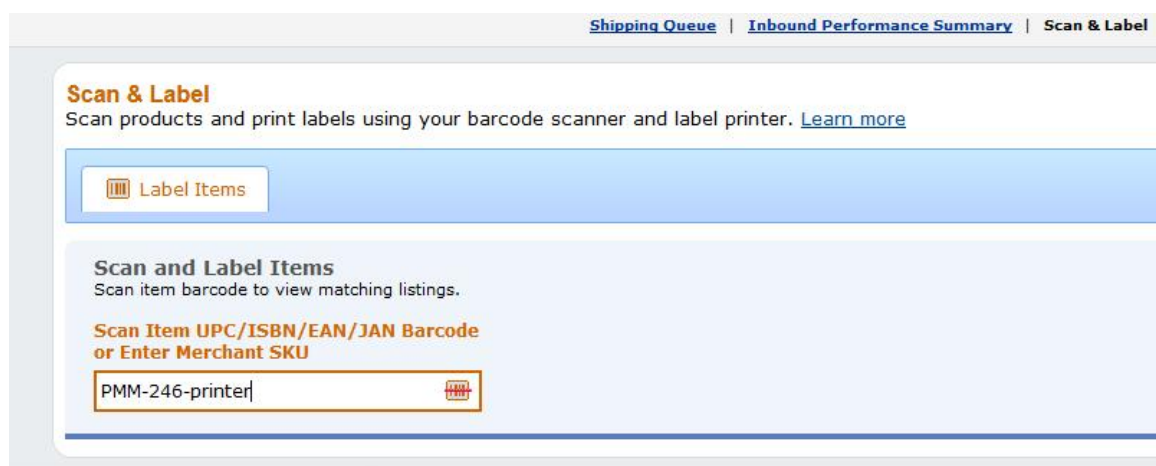 Shipping Queue | Inbound Performance Summary | Scan & Label
Scan & Label
Scan products and print labels using your barcode scanner and label printer. Learn more
Label Items
Scan and Label Items
Scan item barcode to view matching listings.
Scan Item UPC/ISBN/EAN/JAN Barcode
or Enter Merchant SKU
PMM-246-printer